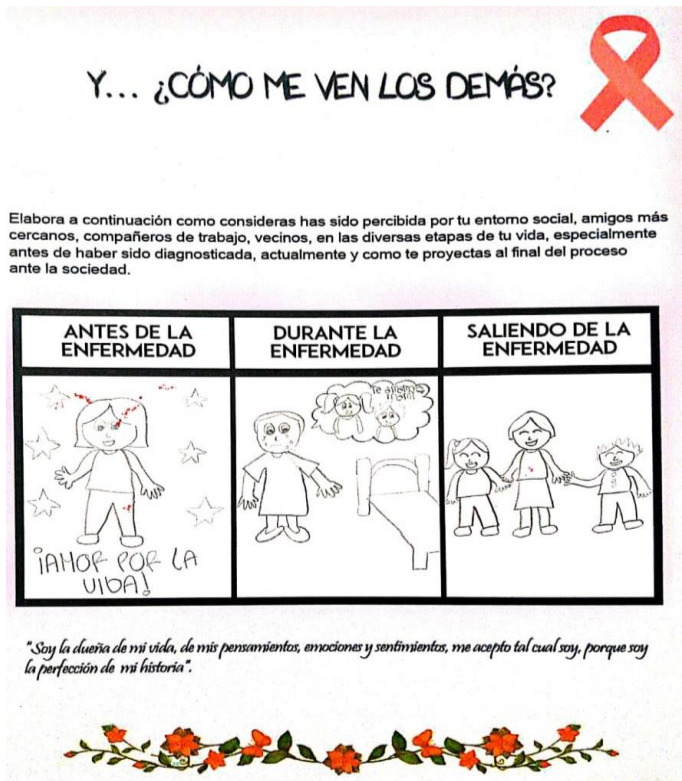 Y... ¿CÓMO ME VEN LOS DEMÁS?
Elabora a continuación como consideras has sido percibida por tu entorno social, amigos más
cercanos, compañeros de trabajo, vecinos, en las diversas etapas de tu vida, especialmente
antes de haber sido diagnosticada, actualmente y como te proyectas al final del proceso
ante la sociedad.
ANTES DE LA
ENFERMEDAD
DURANTE LA
ENFERMEDAD
SALIENDO DE LA
ENFERMEDAD
Te
¡AMOR POR LA
VIDA!
"Soy la dueña de mi vida, de mis pensamientos, emociones y sentimientos, me acepto tal cual soy, porque soy
la perfección de mi historia".